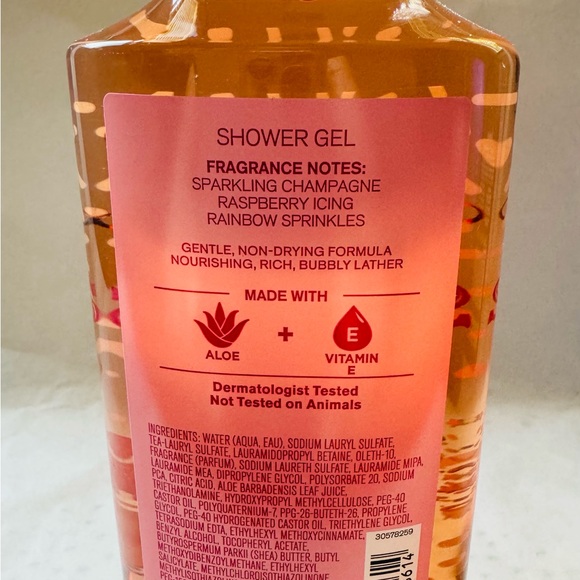 SHOWER GEL
FRAGRANCE NOTES:
SPARKLING CHAMPAGNE
RASPBERRY ICING
RAINBOW SPRINKLES
GENTLE, NON-DRYING FORMULA
NOURISHING, RICH, BUBBLY LATHER
MADE WITH
ALOE
+
E
VITAMIN
E
Dermatologist Tested
Not Tested on Animals
INGREDIENTS: WATER (AQUA, EAU), SODIUM LAURYL SULFATE,
TEA-LAURYL SULFATE, LAURAMIDOPROPYL BETAINE, OLETH-10,
FRAGRANCE (PARFUM), SODIUM LAURETH SULFATE, LAURAMIDE MIPA,
LAURAMIDE MEA, DIPROPYLENE GLYCOL, POLYSORBATE 20, SODIUM
PCA, CITRIC ACID, ALOE BARBADENSIS LEAF JUICE,
TRIETHANOLAMINE, HYDROXYPROPYL METHYLCELLULOSE, PEG-40
CASTOR OIL, POLYQUATERNIUM-7, PPG-26-BUTETH-26, PROPYLENE
GLYCOL, PEG-40 HYDROGENATED CASTOR OIL, TRIETHYLENE GLYCOL,
TETRASODIUM EDTA, ETHYLHEXYL METHOXYCINNAMATE,
BENZYL ALCOHOL, TOCOPHERYL ACETATE,
BUTYROSPERMUM PARKII (SHEA) BUTTER, BUTYL
METHOXYDIBENZOYLMETHANE, ETHYLHEXYL
SALICYLATE, METHYLCHLOROISOTHIAZOLINONE,
30578259